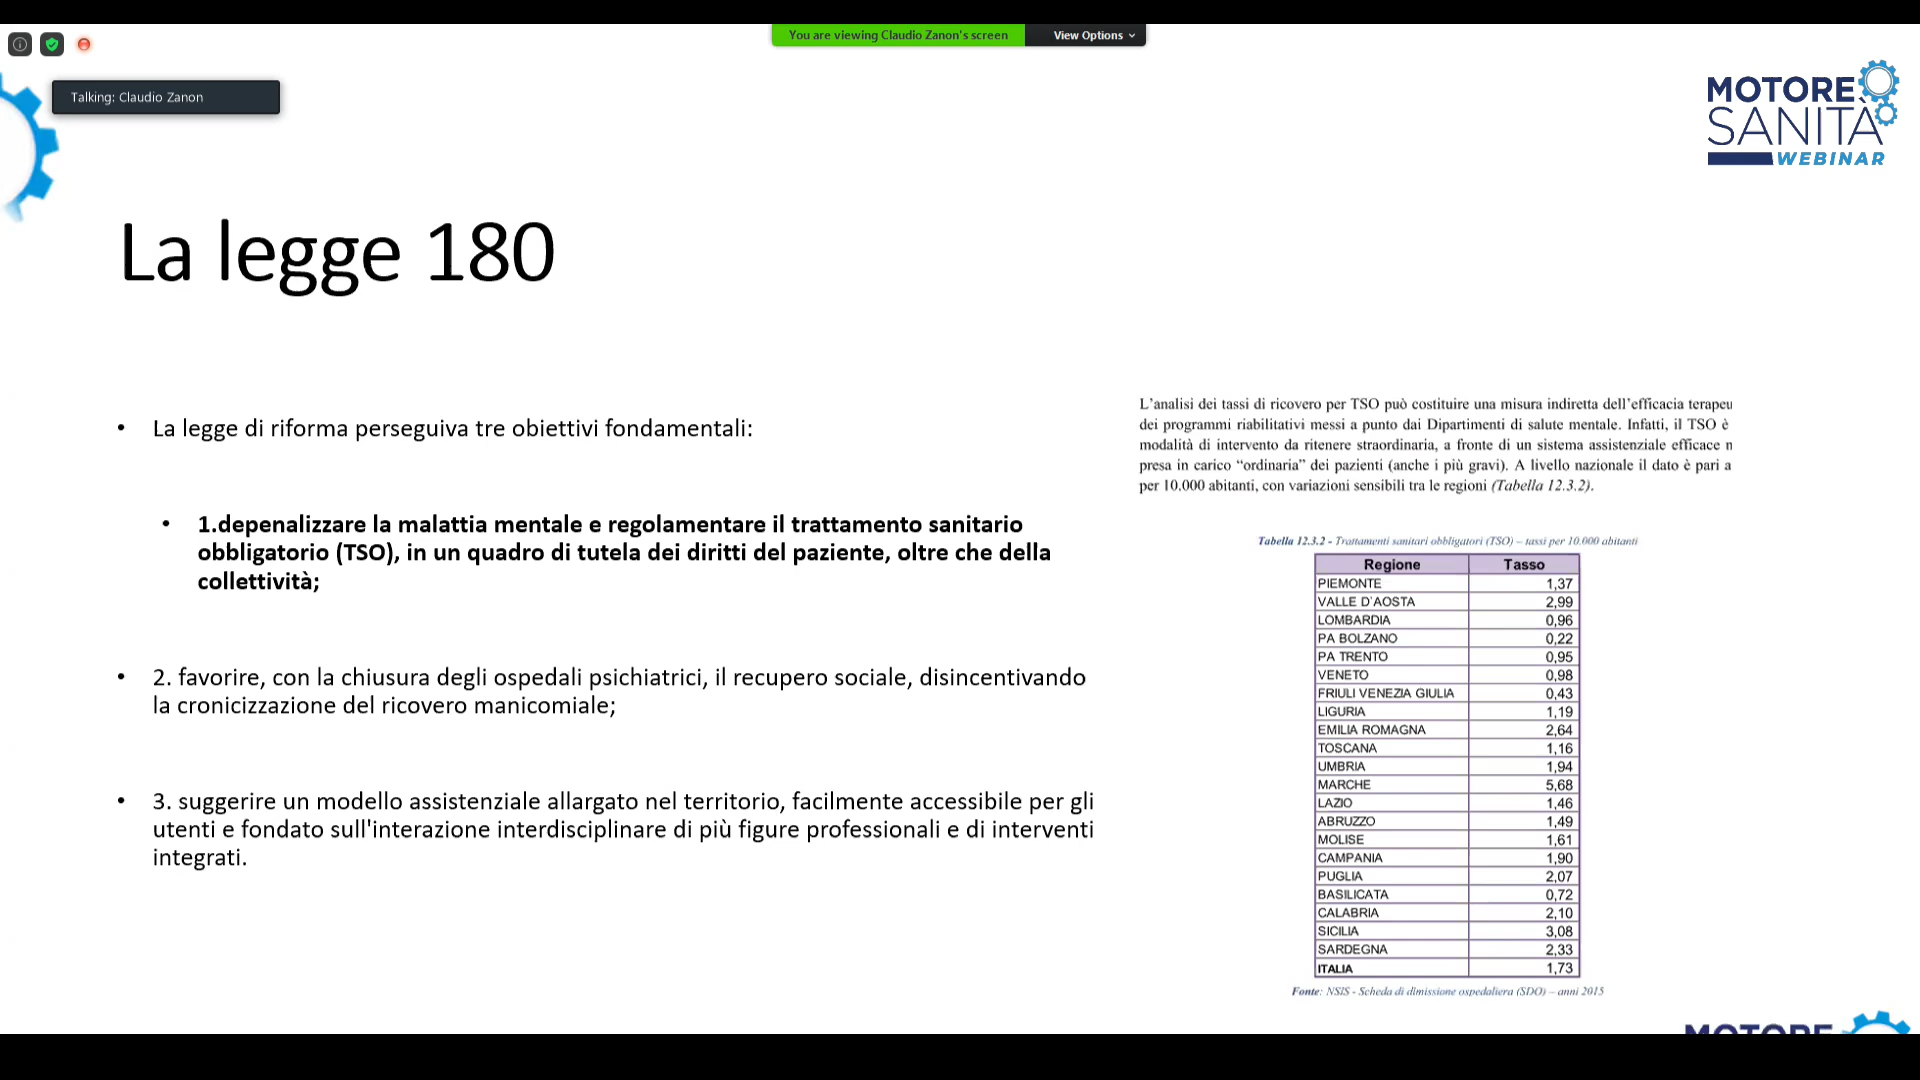 You are viewing Claudio Zanon's screen
View Options
Talking: Claudio Zanon
MOTORE
SANITÀ
WEBINAR
La legge 180
• La legge di riforma perseguiva tre obiettivi fondamentali:
• 1.depenalizzare la malattia mentale e regolamentare il trattamento sanitario
obbligatorio (TSO), in un quadro di tutela dei diritti del paziente, oltre che della
collettività;
• 2. favorire, con la chiusura degli ospedali psichiatrici, il recupero sociale, disincentivando
la cronicizzazione del ricovero manicomiale;
• 3. suggerire un modello assistenziale allargato nel territorio, facilmente accessibile per gli
utenti e fondato sull'interazione interdisciplinare di più figure professionali e di interventi
integrati.
L’analisi dei tassi di ricovero per TSO può costituire una misura indiretta dell’efficacia terapeu
dei programmi riabilitativi messi a punto dai Dipartimenti di salute mentale. Infatti, il TSO è
modalità di intervento da ritenere straordinaria, a fronte di un sistema assistenziale efficace n
presa in carico “ordinaria” dei pazienti (anche i più gravi). A livello nazionale il dato è pari a
per 10.000 abitanti, con variazioni sensibili tra le regioni (Tabella 12.3.2).
Tabella 12.3.2 - Trattamenti sanitari obbligatori (TSO) – tassi per 10.000 abitanti
Regione Tasso
PIEMONTE 1,37
VALLE D'AOSTA 2,99
LOMBARDIA 0,96
PA BOLZANO 0,22
PA TRENTO 0,95
VENETO 0,98
FRIULI VENEZIA GIULIA 0,43
LIGURIA 1,19
EMILIA ROMAGNA 2,64
TOSCANA 1,16
UMBRIA 1,94
MARCHE 5,68
LAZIO 1,46
ABRUZZO 1,49
MOLISE 1,61
CAMPANIA 1,90
PUGLIA 2,07
BASILICATA 0,72
CALABRIA 2,10
SICILIA 3,08
SARDEGNA 2,33
ITALIA 1,73
Fonte: NSIS - Scheda di dimissione ospedaliera (SDO) – anni 2015
MOTORE